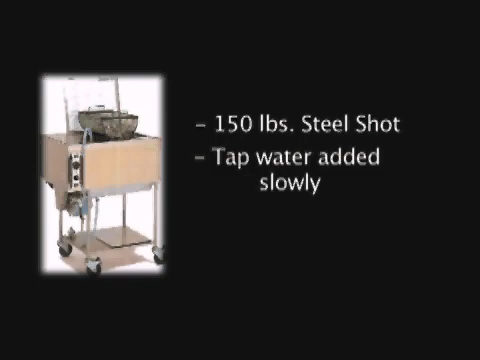 - 150 lbs. Steel Shot
- Tap water added
slowly